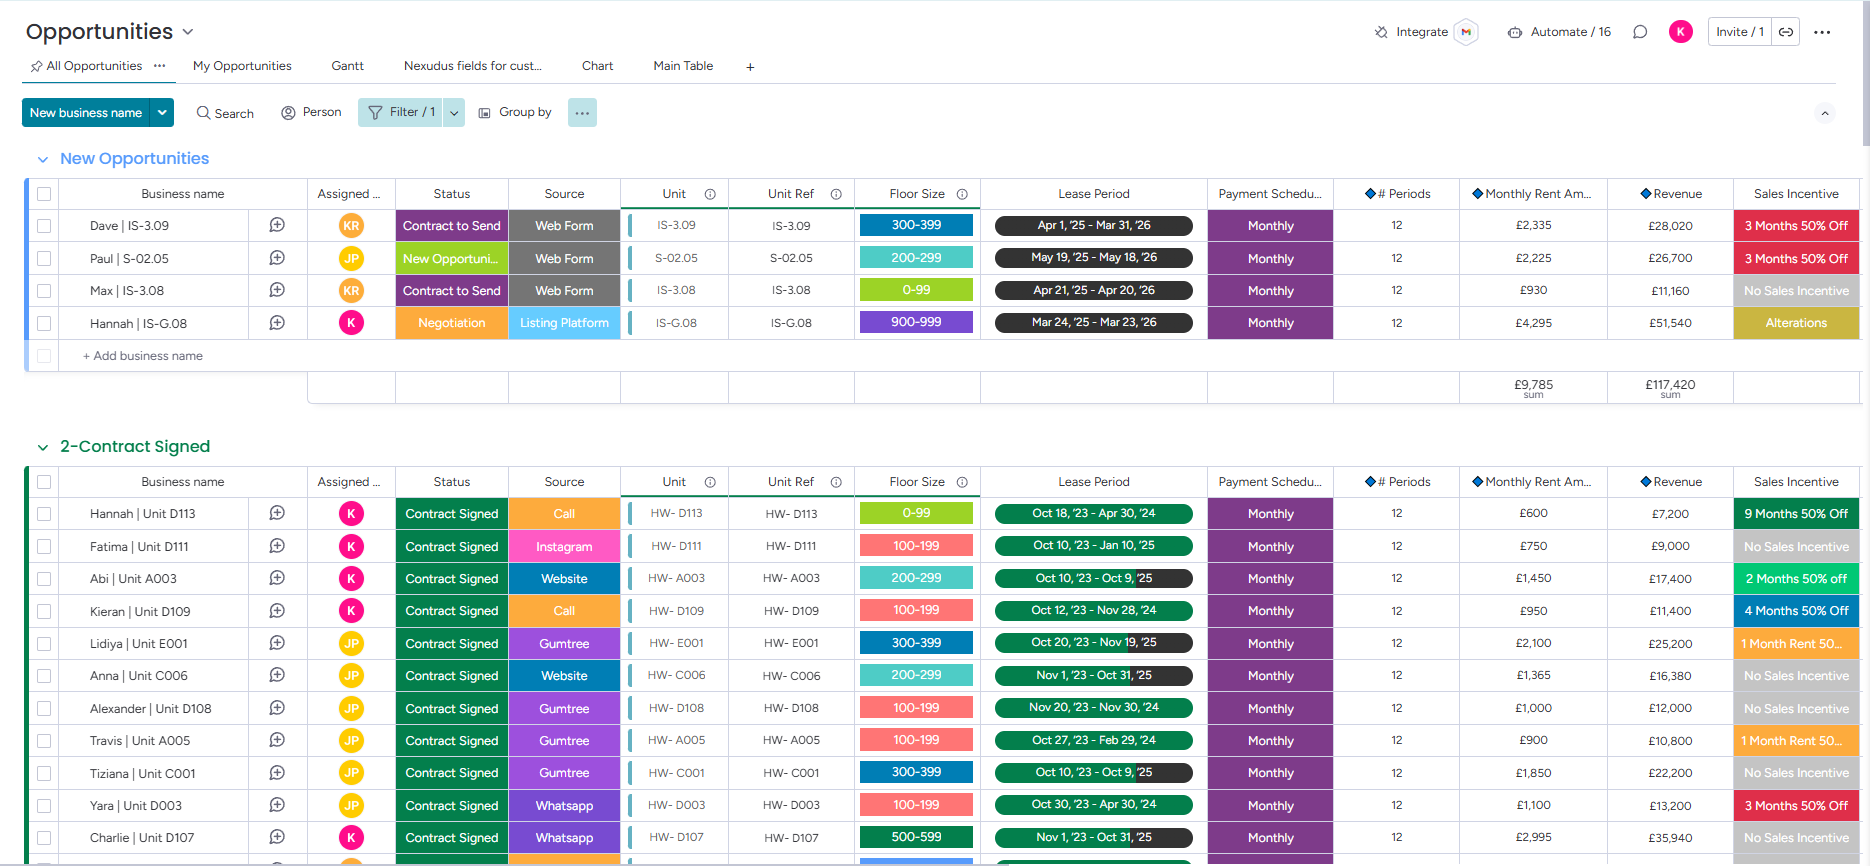 Opportunities
Integrate Automate / 16 K Invite / 1
All Opportunities My Opportunities Gantt Nexudus fields for cust... Chart Main Table +
New business name Search Person Filter / 1 Group by
New Opportunities
Business name Assigned ... Status Source Unit Unit Ref Floor Size Lease Period Payment Schedu... # Periods Monthly Rent Am... Revenue Sales Incentive
Dave | IS-3.09 KR Contract to Send Web Form IS-3.09 IS-3.09 300-399 Apr 1, '25 - Mar 31, '26 Monthly 12 £2,335 £28,020 3 Months 50% Off
Paul | S-02.05 JP New Opportuni... Web Form S-02.05 S-02.05 200-299 May 19, '25 - May 18, '26 Monthly 12 £2,225 £26,700 3 Months 50% Off
Max | IS-3.08 KR Contract to Send Web Form IS-3.08 IS-3.08 0-99 Apr 21, '25 - Apr 20, '26 Monthly 12 £930 £11,160 No Sales Incentive
Hannah | IS-G.08 K Negotiation Listing Platform IS-G.08 IS-G.08 900-999 Mar 24, '25 - Mar 23, '26 Monthly 12 £4,295 £51,540 Alterations
+ Add business name
£9,785 £117,420
sum sum
2-Contract Signed
Business name Assigned ... Status Source Unit Unit Ref Floor Size Lease Period Payment Schedu... # Periods Monthly Rent Am... Revenue Sales Incentive
Hannah | Unit D113 K Contract Signed Call HW- D113 HW- D113 0-99 Oct 18, '23 - Apr 30, '24 Monthly 12 £600 £7,200 9 Months 50% Off
Fatima | Unit D111 K Contract Signed Instagram HW- D111 HW- D111 100-199 Oct 10, '23 - Jan 10, '25 Monthly 12 £750 £9,000 No Sales Incentive
Abi | Unit A003 K Contract Signed Website HW- A003 HW- A003 200-299 Oct 10, '23 - Oct 9, '25 Monthly 12 £1,450 £17,400 2 Months 50% off
Kieran | Unit D109 K Contract Signed Call HW- D109 HW- D109 100-199 Oct 12, '23 - Nov 28, '24 Monthly 12 £950 £11,400 4 Months 50% Off
Lidiya | Unit E001 JP Contract Signed Gumtree HW- E001 HW- E001 300-399 Oct 20, '23 - Nov 19, '25 Monthly 12 £2,100 £25,200 1 Month Rent 50...
Anna | Unit C006 JP Contract Signed Website HW- C006 HW- C006 200-299 Nov 1, '23 - Oct 31, '25 Monthly 12 £1,365 £16,380 No Sales Incentive
Alexander | Unit D108 JP Contract Signed Gumtree HW- D108 HW- D108 100-199 Nov 20, '23 - Nov 30, '24 Monthly 12 £1,000 £12,000 No Sales Incentive
Travis | Unit A005 JP Contract Signed Gumtree HW- A005 HW- A005 100-199 Oct 27, '23 - Feb 29, '24 Monthly 12 £900 £10,800 1 Month Rent 50...
Tiziana | Unit C001 JP Contract Signed Gumtree HW- C001 HW- C001 300-399 Oct 10, '23 - Oct 9, '25 Monthly 12 £1,850 £22,200 No Sales Incentive
Yara | Unit D003 JP Contract Signed Whatsapp HW- D003 HW- D003 100-199 Oct 30, '23 - Apr 30, '24 Monthly 12 £1,100 £13,200 3 Months 50% Off
Charlie | Unit D107 K Contract Signed Whatsapp HW- D107 HW- D107 500-599 Nov 1, '23 - Oct 31, '25 Monthly 12 £2,995 £35,940 No Sales Incentive